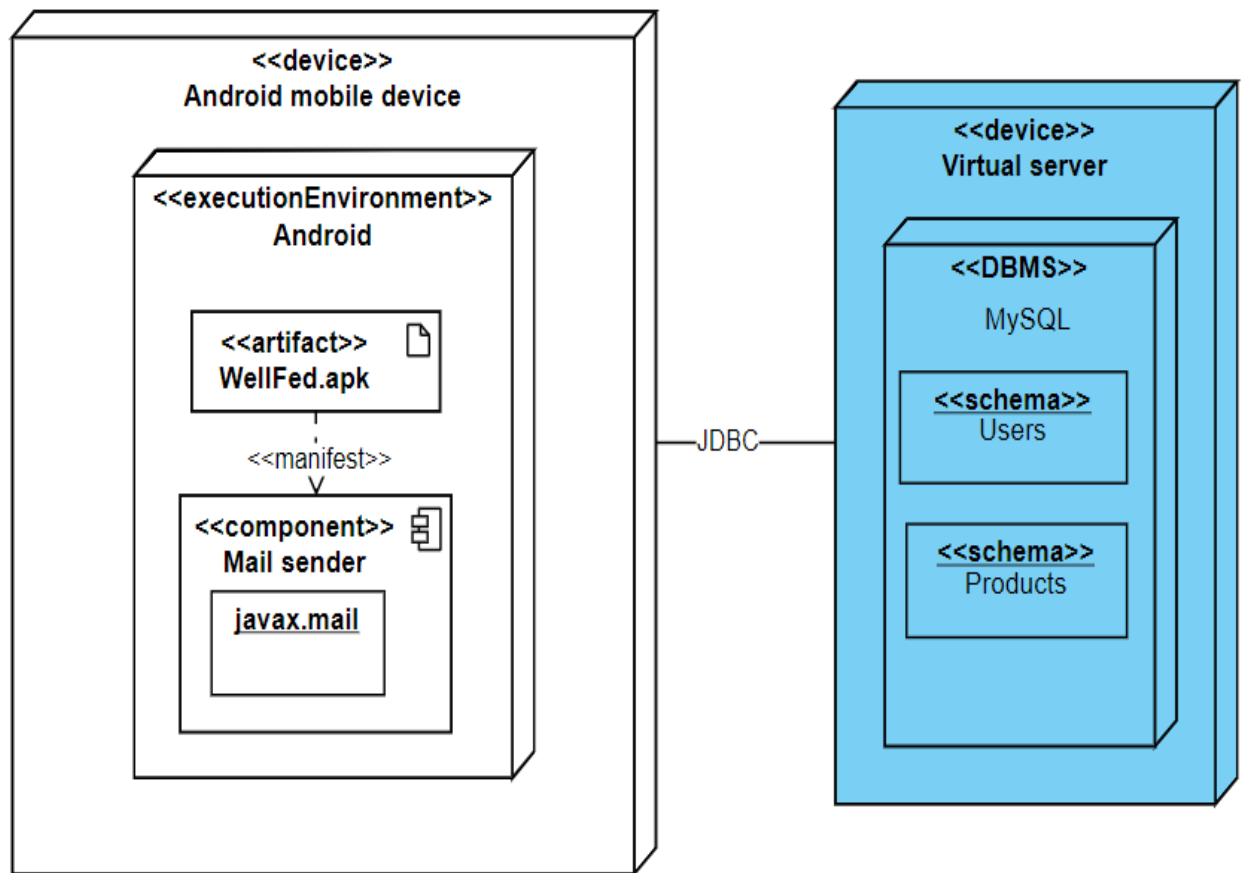 <<device>>
Android mobile device
<<executionEnvironment>>
Android
<<artifact>>
WellFed.apk
<<manifest>>
<<component>>
Mail sender
javax.mail
JDBC
<<device>>
Virtual server
<<DBMS>>
MySQL
<<schema>>
Users
<<schema>>
Products